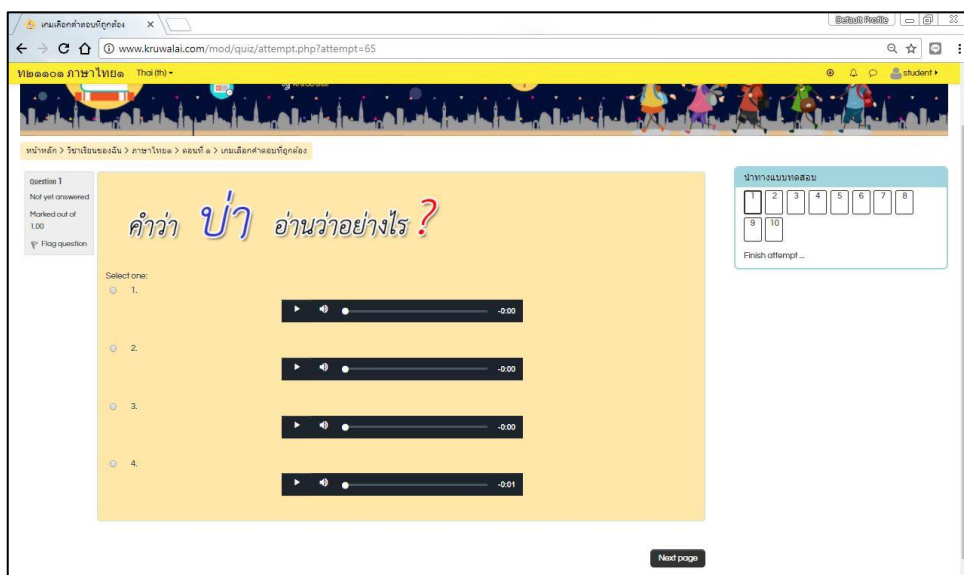 เกมเลือกคำตอบที่ถูกต้อง
Default Profile
www.kruwalai.com/mod/quiz/attempt.php?attempt=65
ท๒๑๑๐๑ ภาษาไทย๑ Thai (th)
student
หน้าหลัก > วิชาเรียนของฉัน > ภาษาไทย๑ > ตอนที่ ๑ > เกมเลือกคำตอบที่ถูกต้อง
Question 1
Not yet answered
Marked out of
1.00
Flag question
คำว่า บ่า อ่านว่าอย่างไร ?
Select one:
1.
-0:00
2.
-0:00
3.
-0:00
4.
-0:01
Next page
นำทางแบบทดสอบ
1 2 3 4 5 6 7 8
9 10
Finish attempt ...